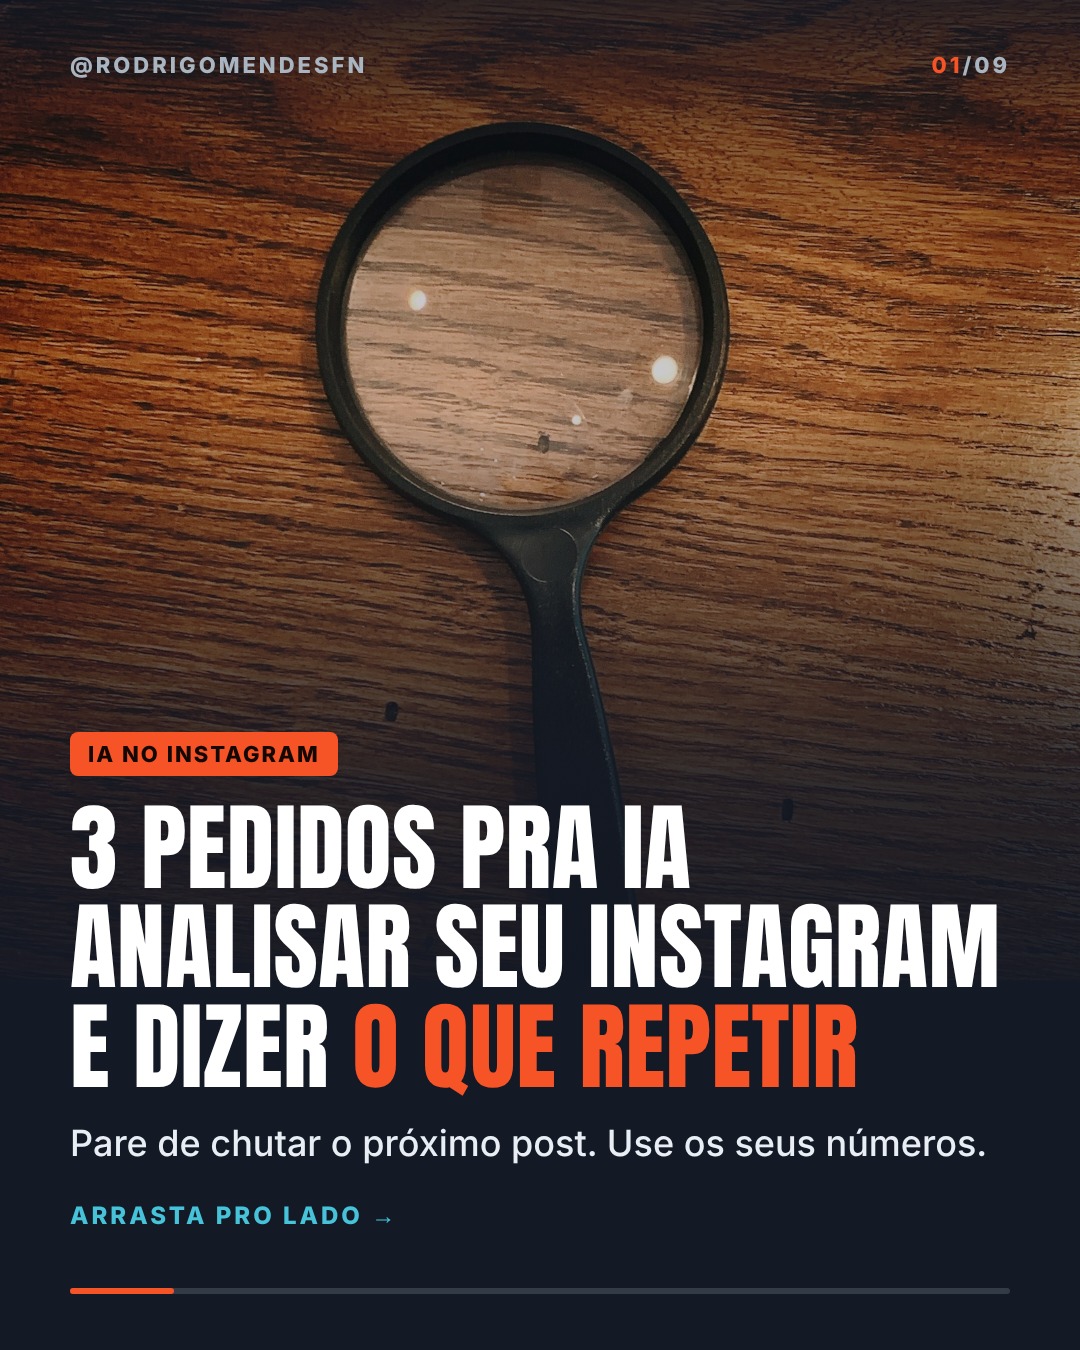 @RODRIGOMENDESFN
01/09
IA NO INSTAGRAM
3 PEDIDOS PRA IA
ANALISAR SEU INSTAGRAM
E DIZER O QUE REPETIR
Pare de chutar o próximo post. Use os seus números.
ARRASTA PRO LADO →